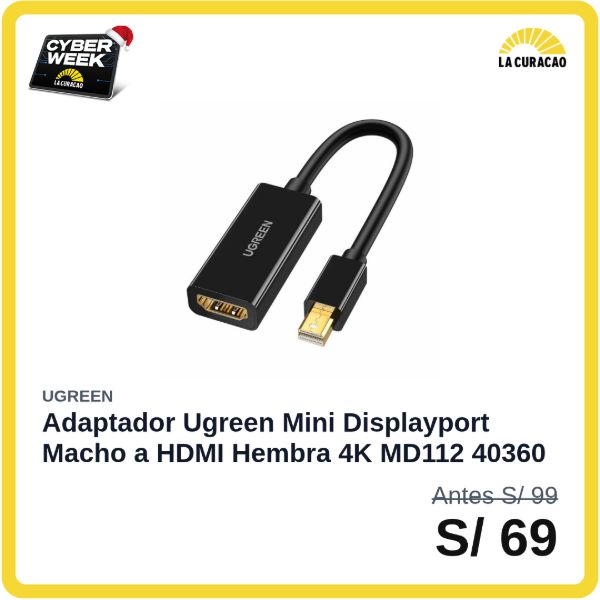 CYBER
WEEK
LA CURACAO
LA CURACAO
UGREEN
UGREEN
Adaptador Ugreen Mini Displayport
Macho a HDMI Hembra 4K MD112 40360
Antes S/ 99
S/ 69